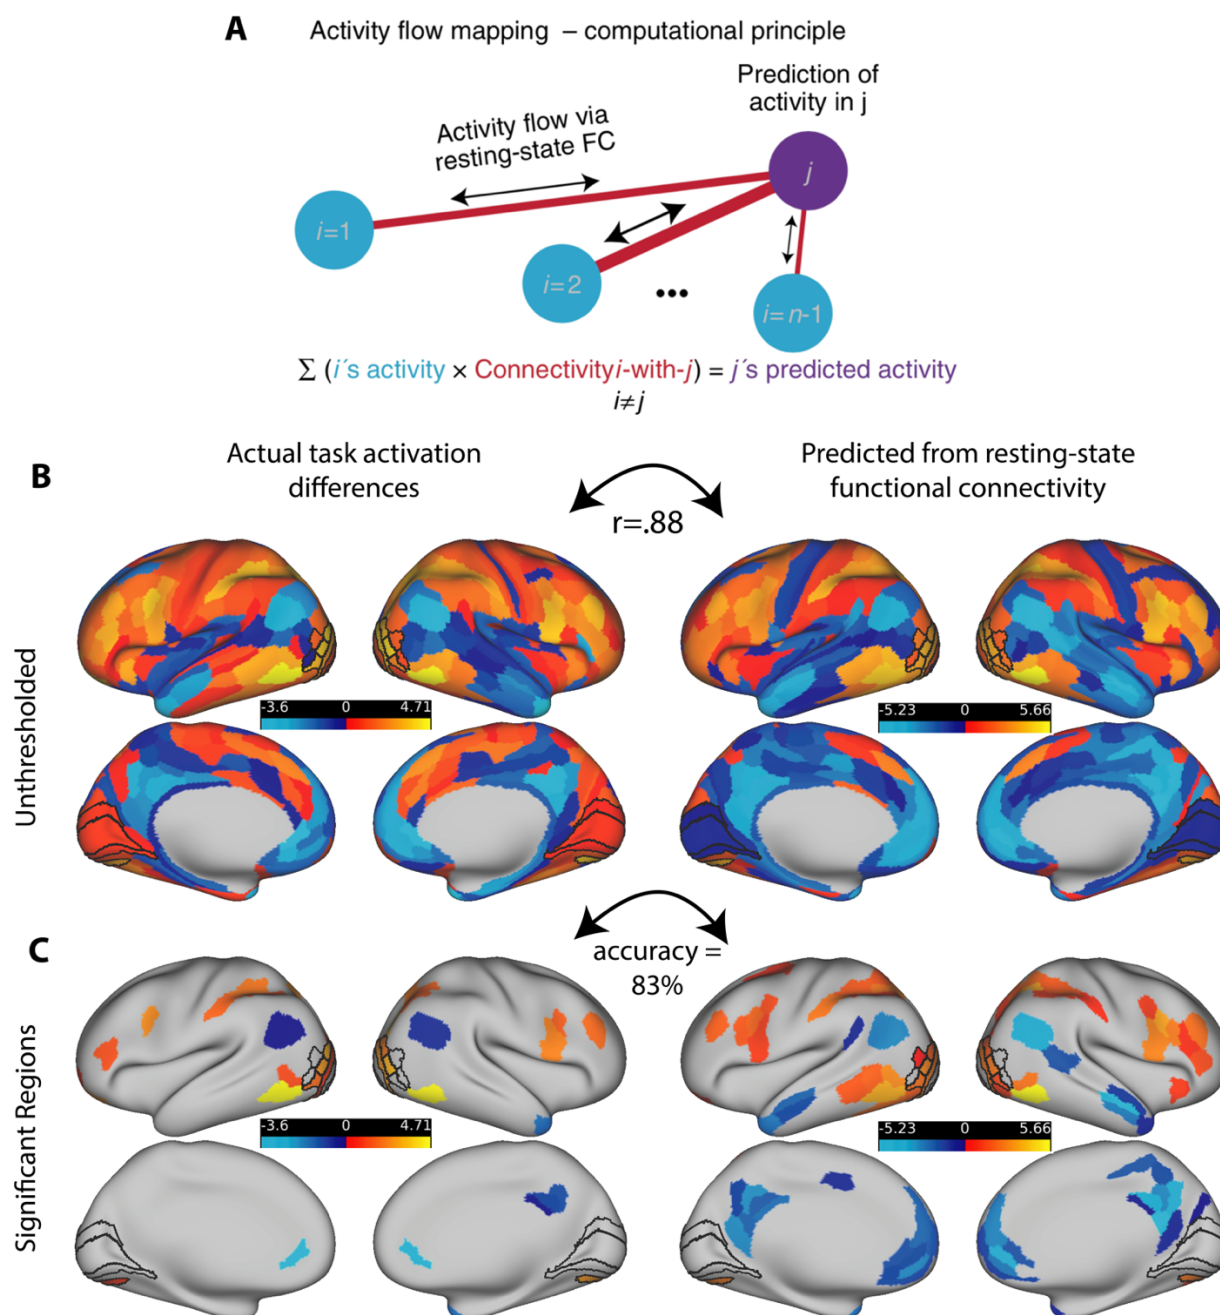 A Activity flow mapping – computational principle
Prediction of
activity in j
Activity flow via
resting-state FC
j
i=1
i=2
...
i=n-1
Σ (i´s activity × Connectivity i-with-j) = j´s predicted activity
i≠j
B
Actual task activation
differences
Predicted from resting-state
functional connectivity
r=.88
Unthresholded
-3.6 0 4.71
-5.23 0 5.66
C
accuracy =
83%
Significant Regions
-3.6 0 4.71
-5.23 0 5.66